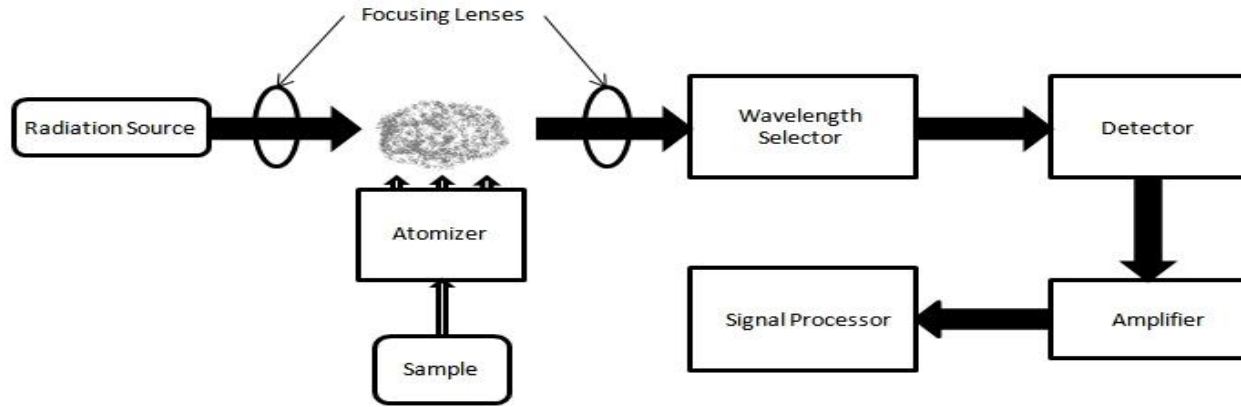 Focusing Lenses
Radiation Source
Wavelength
Selector
Detector
Atomizer
Signal Processor
Amplifier
Sample